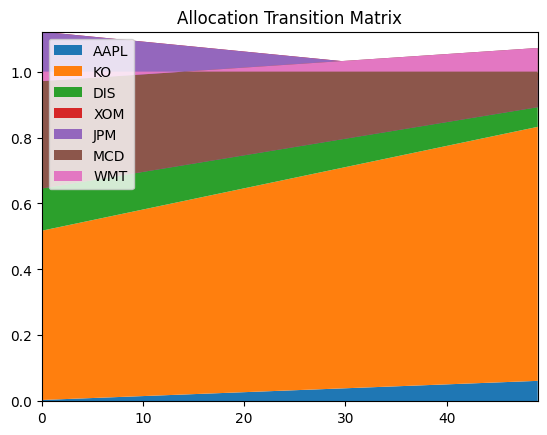 Allocation Transition Matrix
AAPL
KO
DIS
XOM
JPM
MCD
WMT
1.0
0.8
0.6
0.4
0.2
0.0
0
10
20
30
40